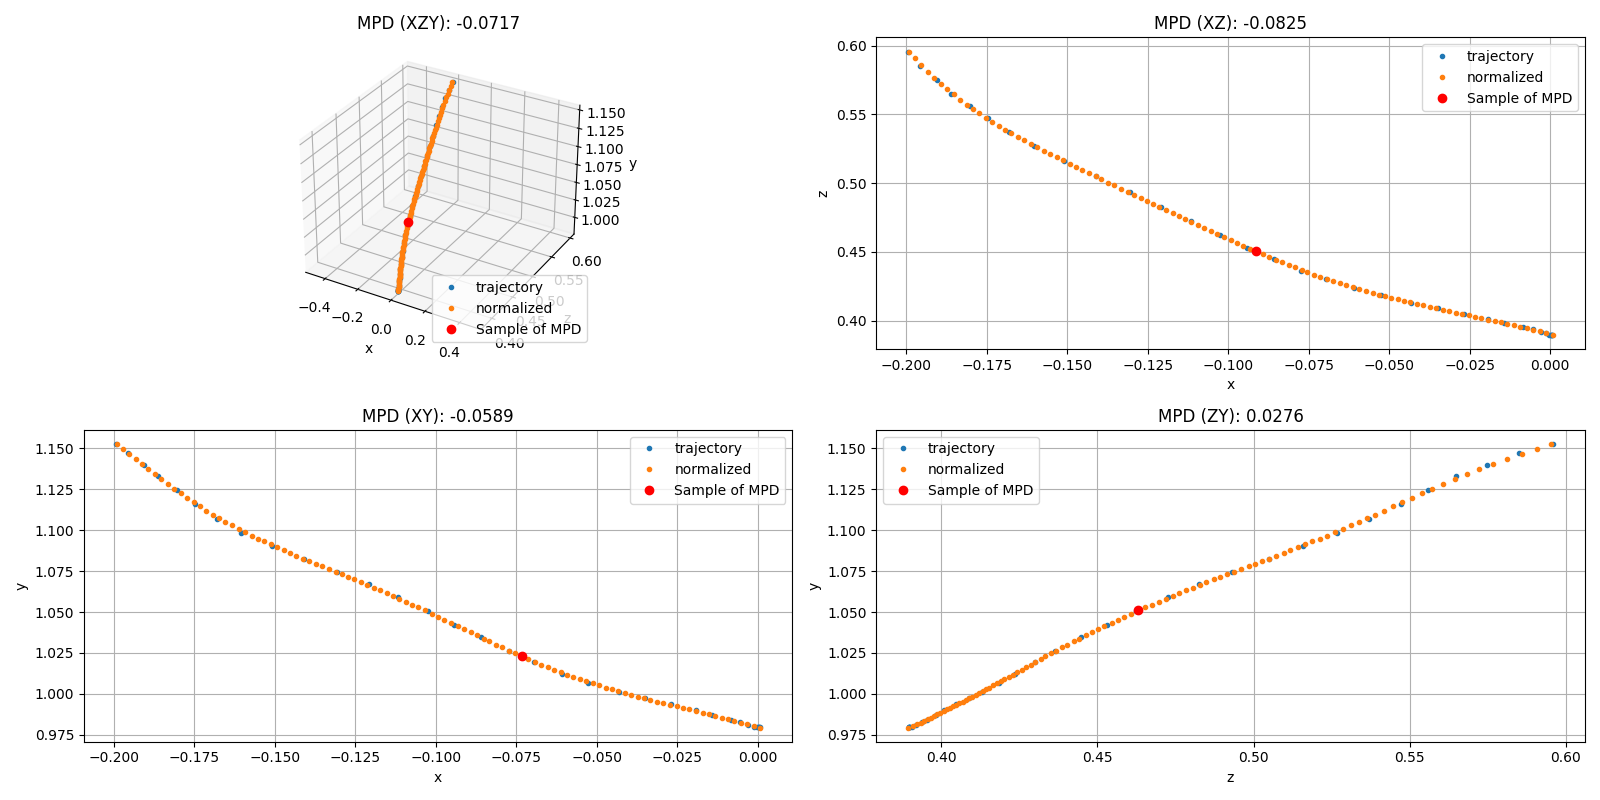 MPD (XZY): -0.0717
1.150
1.125
1.100
1.075
1.050
1.025
1.000
y
0.60
0.55
0.50
0.45
0.40
z
−0.4
−0.2
0.0
0.2
0.4
x
trajectory
normalized
Sample of MPD
MPD (XZ): -0.0825
0.60
0.55
0.50
0.45
0.40
z
−0.200 −0.175 −0.150 −0.125 −0.100 −0.075 −0.050 −0.025 0.000
x
trajectory
normalized
Sample of MPD
MPD (XY): -0.0589
1.150
1.125
1.100
1.075
1.050
1.025
1.000
0.975
y
−0.200 −0.175 −0.150 −0.125 −0.100 −0.075 −0.050 −0.025 0.000
x
trajectory
normalized
Sample of MPD
MPD (ZY): 0.0276
1.150
1.125
1.100
1.075
1.050
1.025
1.000
0.975
y
0.40 0.45 0.50 0.55 0.60
z
trajectory
normalized
Sample of MPD